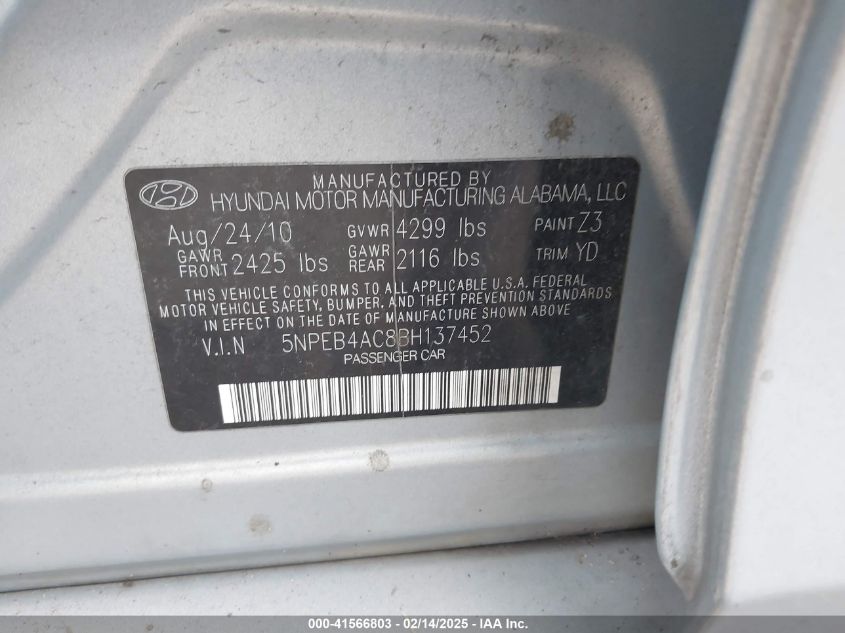 MANUFACTURED BY
HYUNDAI MOTOR MANUFACTURING ALABAMA, LLC
Aug/24/10 GVWR 4299 lbs PAINT Z3
GAWR FRONT 2425 lbs GAWR REAR 2116 lbs TRIM YD
THIS VEHICLE CONFORMS TO ALL APPLICABLE U.S.A. FEDERAL
MOTOR VEHICLE SAFETY, BUMPER, AND THEFT PREVENTION STANDARDS
IN EFFECT ON THE DATE OF MANUFACTURE SHOWN ABOVE
V.I.N 5NPEB4AC8BH137452
PASSENGER CAR
000-41566803 - 02/14/2025 - IAA Inc.